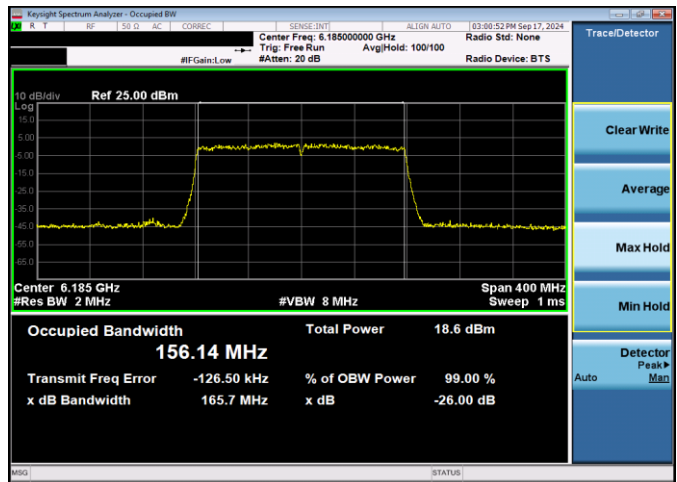 Keysight Spectrum Analyzer - Occupied BW
R T RF 50 Ω AC CORREC SENSE:INT ALIGN AUTO 03:00:52 PM Sep 17, 2024
Center Freq: 6.185000000 GHz Radio Std: None
Trig: Free Run Avg|Hold: 100/100
#IFGain:Low #Atten: 20 dB Radio Device: BTS
Trace/Detector
10 dB/div Ref 25.00 dBm
Log
15.0
5.00
-5.00
-15.0
-25.0
-35.0
-45.0
-55.0
-65.0
Center 6.185 GHz Span 400 MHz
#Res BW 2 MHz #VBW 8 MHz Sweep 1 ms
Occupied Bandwidth Total Power 18.6 dBm
156.14 MHz
Transmit Freq Error -126.50 kHz % of OBW Power 99.00 %
x dB Bandwidth 165.7 MHz x dB -26.00 dB
Clear Write
Average
Max Hold
Min Hold
Detector
Peak▶
Auto Man
MSG STATUS